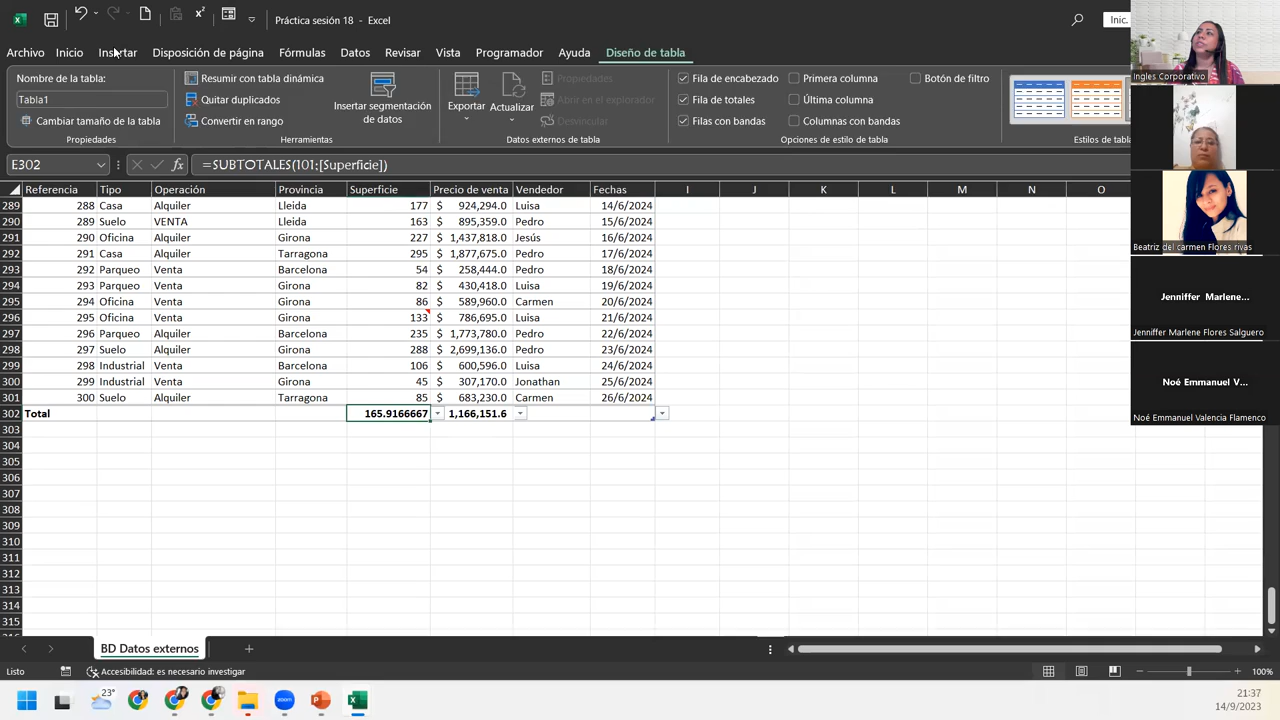 Práctica sesión 18 - Excel
Inic.
Archivo Inicio Insertar Disposición de página Fórmulas Datos Revisar Vista Programador Ayuda Diseño de tabla
Nombre de la tabla:
Tabla1
Cambiar tamaño de la tabla
Propiedades
Resumir con tabla dinámica
Quitar duplicados
Convertir en rango
Insertar segmentación
de datos
Herramientas
Exportar Actualizar
Propiedades
Abrir en el explorador
Desvincular
Datos externos de tabla
Fila de encabezado Primera columna Botón de filtro
Fila de totales Última columna
Filas con bandas Columnas con bandas
Opciones de estilo de tabla
Estilos de tabla
E302 fx =SUBTOTALES(101;[Superficie])
Referencia Tipo Operación Provincia Superficie Precio de venta Vendedor Fechas I J K L M N O
289 288 Casa Alquiler Lleida 177 $ 924,294.0 Luisa 14/6/2024
290 289 Suelo VENTA Lleida 163 $ 895,359.0 Pedro 15/6/2024
291 290 Oficina Alquiler Girona 227 $ 1,437,818.0 Jesús 16/6/2024
292 291 Casa Alquiler Tarragona 295 $ 1,877,675.0 Pedro 17/6/2024
293 292 Parqueo Venta Barcelona 54 $ 258,444.0 Pedro 18/6/2024
294 293 Parqueo Venta Girona 82 $ 430,418.0 Luisa 19/6/2024
295 294 Oficina Venta Girona 86 $ 589,960.0 Carmen 20/6/2024
296 295 Oficina Venta Girona 133 $ 786,695.0 Luisa 21/6/2024
297 296 Parqueo Alquiler Barcelona 235 $ 1,773,780.0 Pedro 22/6/2024
298 297 Suelo Alquiler Girona 288 $ 2,699,136.0 Pedro 23/6/2024
299 298 Industrial Venta Barcelona 106 $ 600,596.0 Luisa 24/6/2024
300 299 Industrial Venta Girona 45 $ 307,170.0 Jonathan 25/6/2024
301 300 Suelo Alquiler Tarragona 85 $ 683,230.0 Carmen 26/6/2024
302 Total 165.9166667 1,166,151.6
303
304
305
306
307
308
309
310
311
312
313
314
315
BD Datos externos
Listo Accesibilidad: es necesario investigar 100%
23°
zoom
21:37
14/9/2023
Ingles Corporativo
Beatriz del carmen Flores rivas
Jenniffer Marlene...
Jenniffer Marlene Flores Salguero
Noé Emmanuel V...
Noé Emmanuel Valencia Flamenco